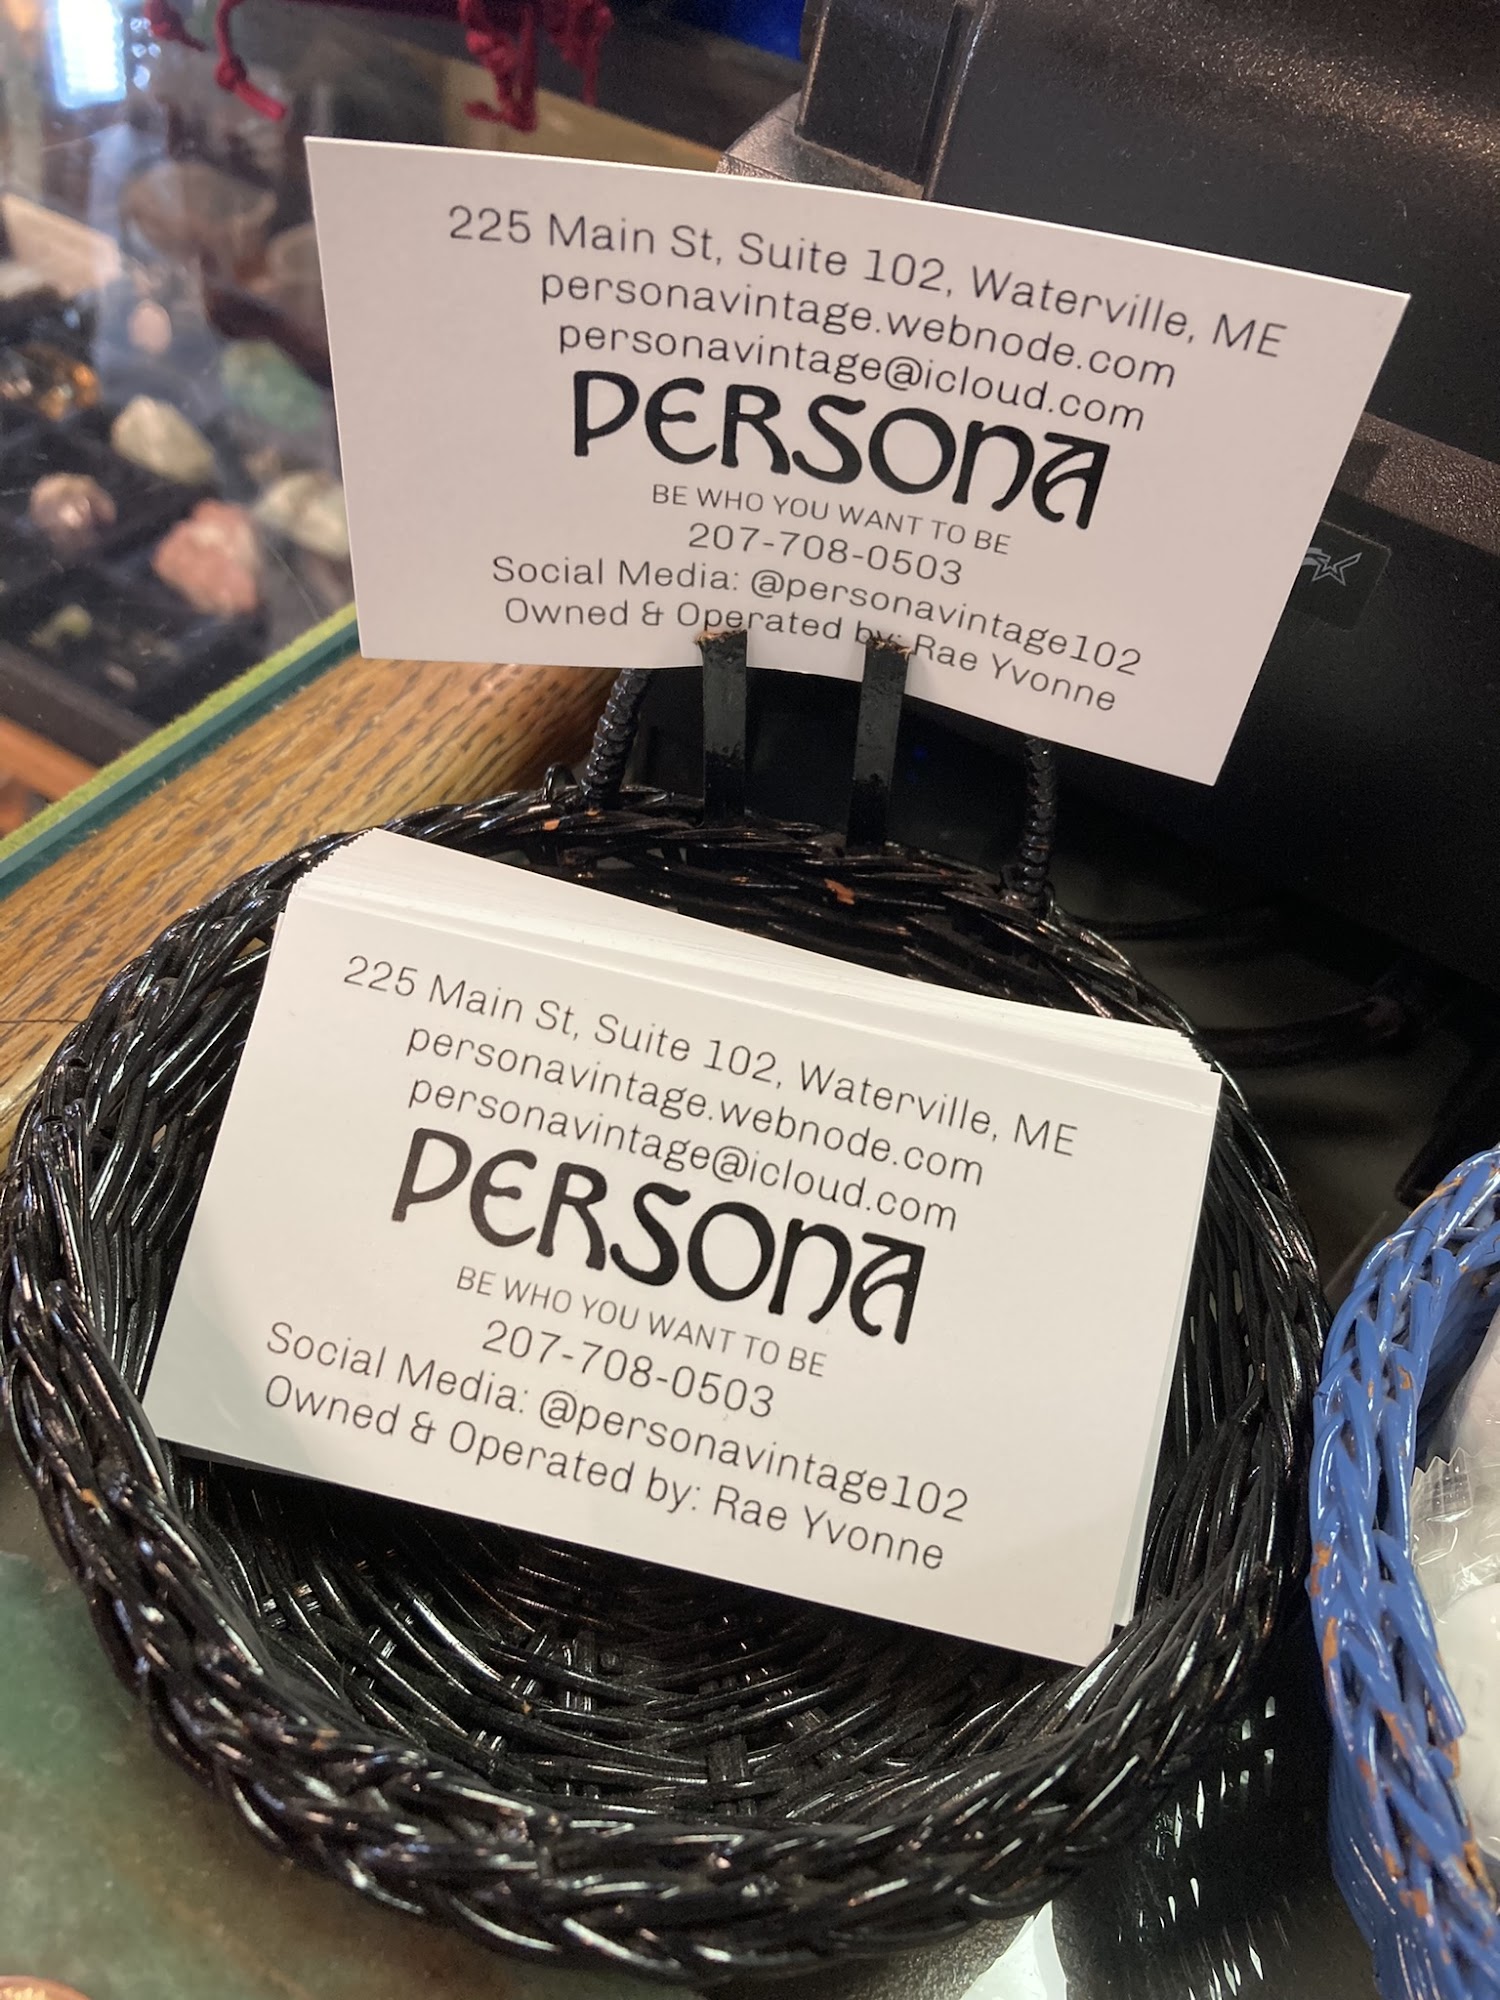 225 Main St, Suite 102, Waterville, ME
personavintage.webnode.com
personavintage@icloud.com
PERSONA
BE WHO YOU WANT TO BE
207-708-0503
Social Media: @personavintage102
Owned & Operated by: Rae Yvonne
225 Main St, Suite 102, Waterville, ME
personavintage.webnode.com
personavintage@icloud.com
PERSONA
BE WHO YOU WANT TO BE
207-708-0503
Social Media: @personavintage102
Owned & Operated by: Rae Yvonne